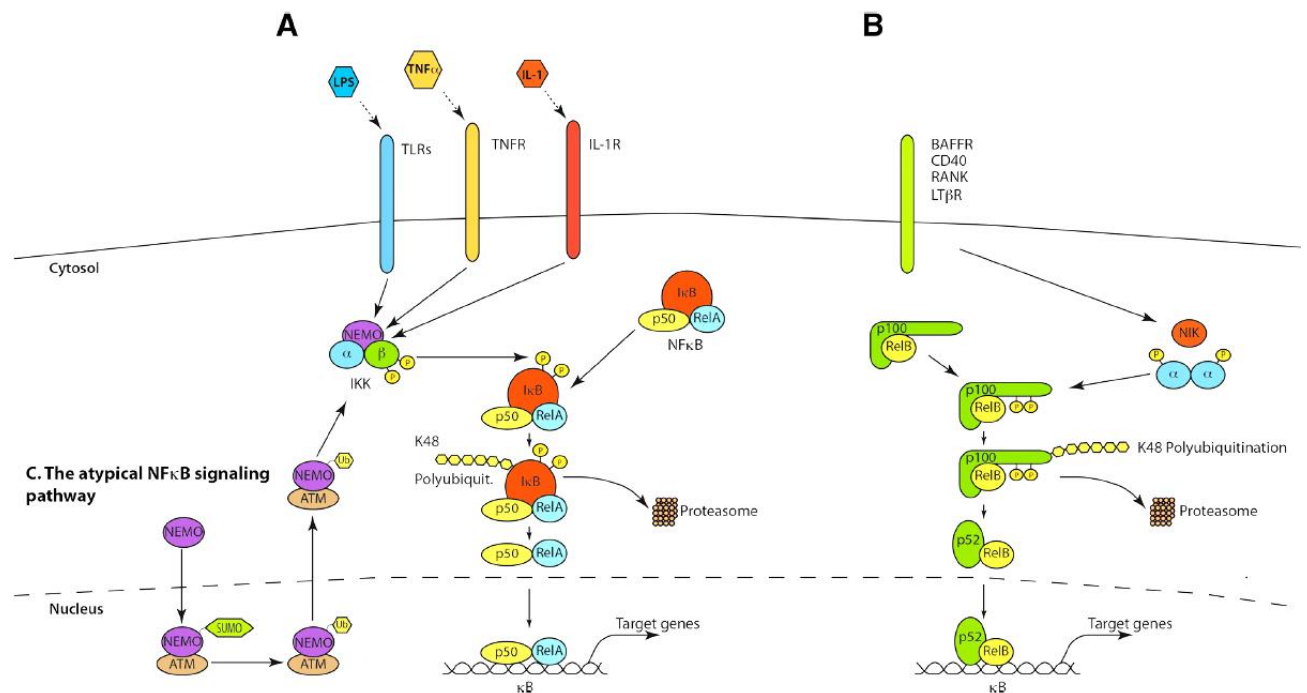 A
B
LPS
TNFα
IL-1
TLRs
TNFR
IL-1R
BAFFR
CD40
RANK
LTβR
Cytosol
NEMO
α
β
P
P
IKK
IκB
p50
RelA
NFκB
P
P
IκB
p50
RelA
K48
Polyubiquit.
P
P
IκB
p50
RelA
Proteasome
p50
RelA
p100
RelB
NIK
P
P
α
α
p100
RelB
P
P
p100
RelB
P
P
K48 Polyubiquitination
Proteasome
p52
RelB
C. The atypical NFκB signaling
pathway
NEMO
NEMO
Ub
ATM
Nucleus
NEMO
SUMO
ATM
NEMO
Ub
ATM
p50
RelA
Target genes
κB
p52
RelB
Target genes
κB